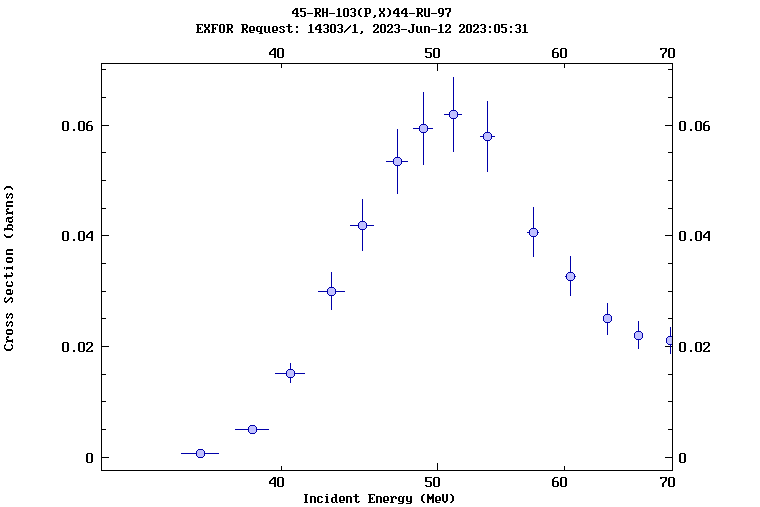 45-RH-103(P,X)44-RU-97
EXFOR Request: 14303/1, 2023-Jun-12 2023:05:31
40 50 60 70
0.06 0.06
0.04 0.04
0.02 0.02
0 0
40 50 60 70
Incident Energy (MeV)
Cross Section (barns)